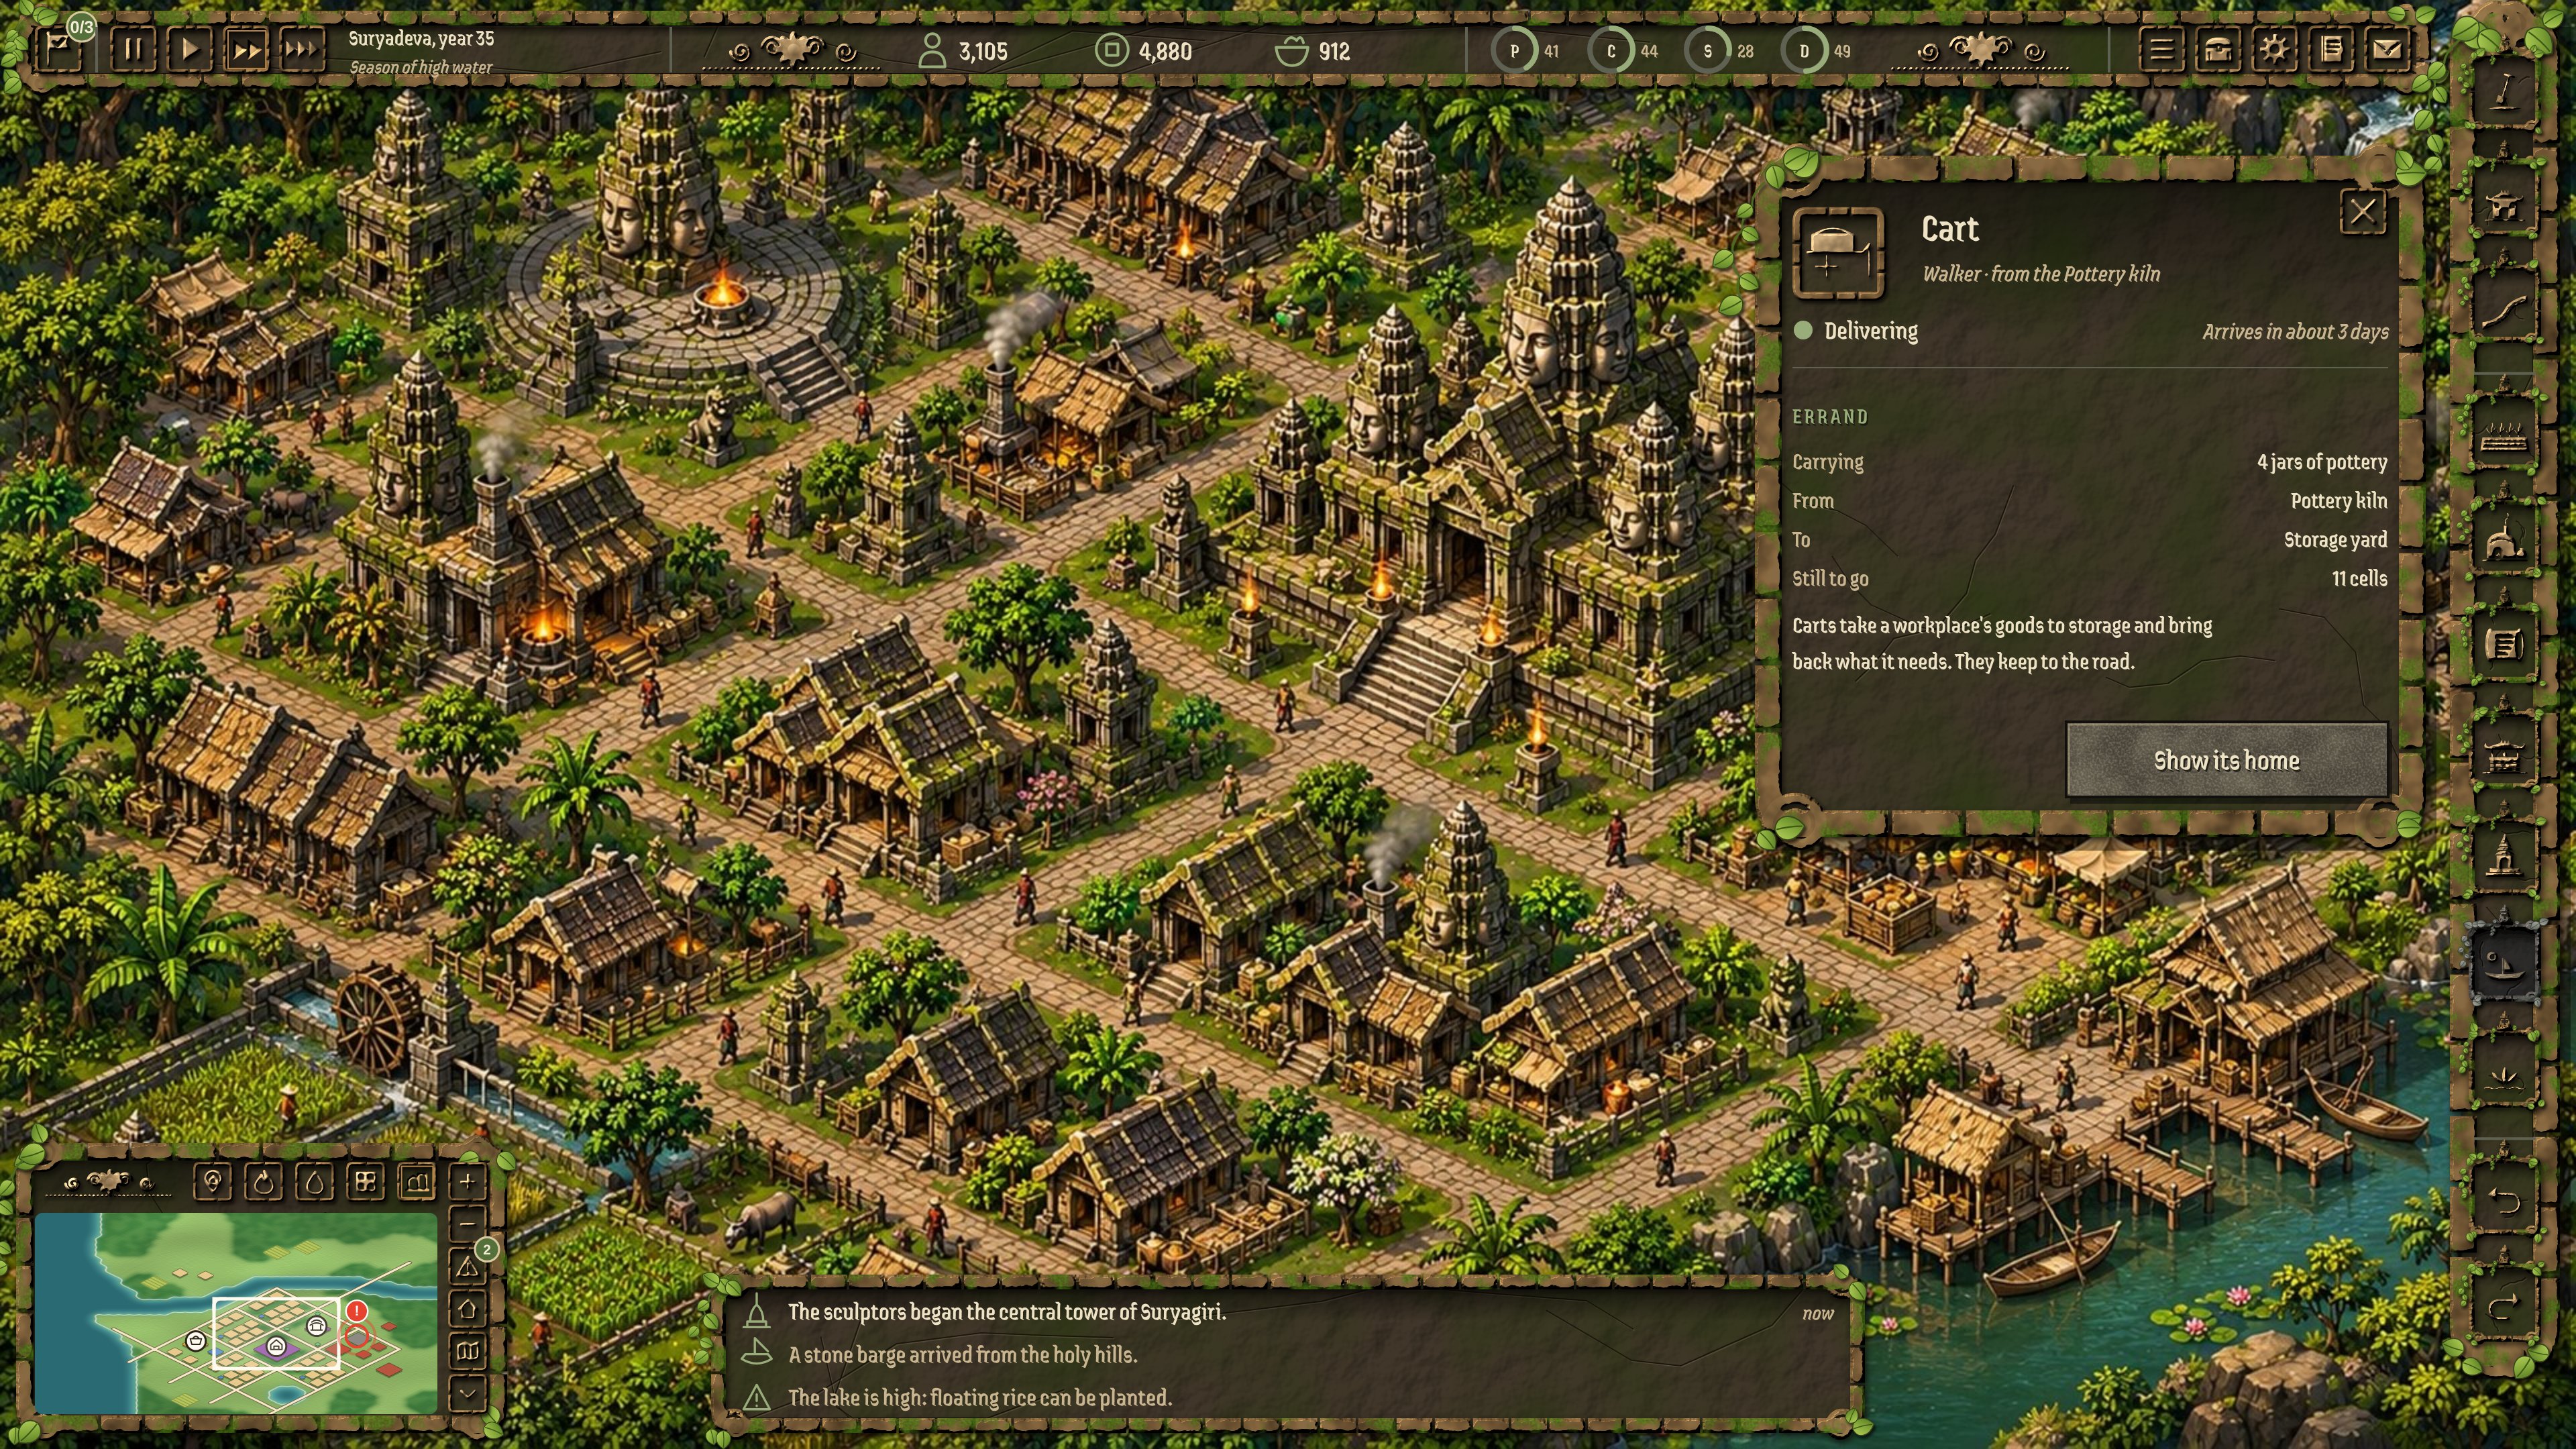 0/3
Suryadeva, year 35
Season of high water
3,105
4,880
912
P 41
C 44
S 28
D 49
Cart
Walker · from the Pottery kiln
Delivering
Arrives in about 3 days
ERRAND
Carrying
4 jars of pottery
From
Pottery kiln
To
Storage yard
Still to go
11 cells
Carts take a workplace's goods to storage and bring
back what it needs. They keep to the road.
Show its home
2
!
The sculptors began the central tower of Suryagiri.
now
A stone barge arrived from the holy hills.
The lake is high: floating rice can be planted.